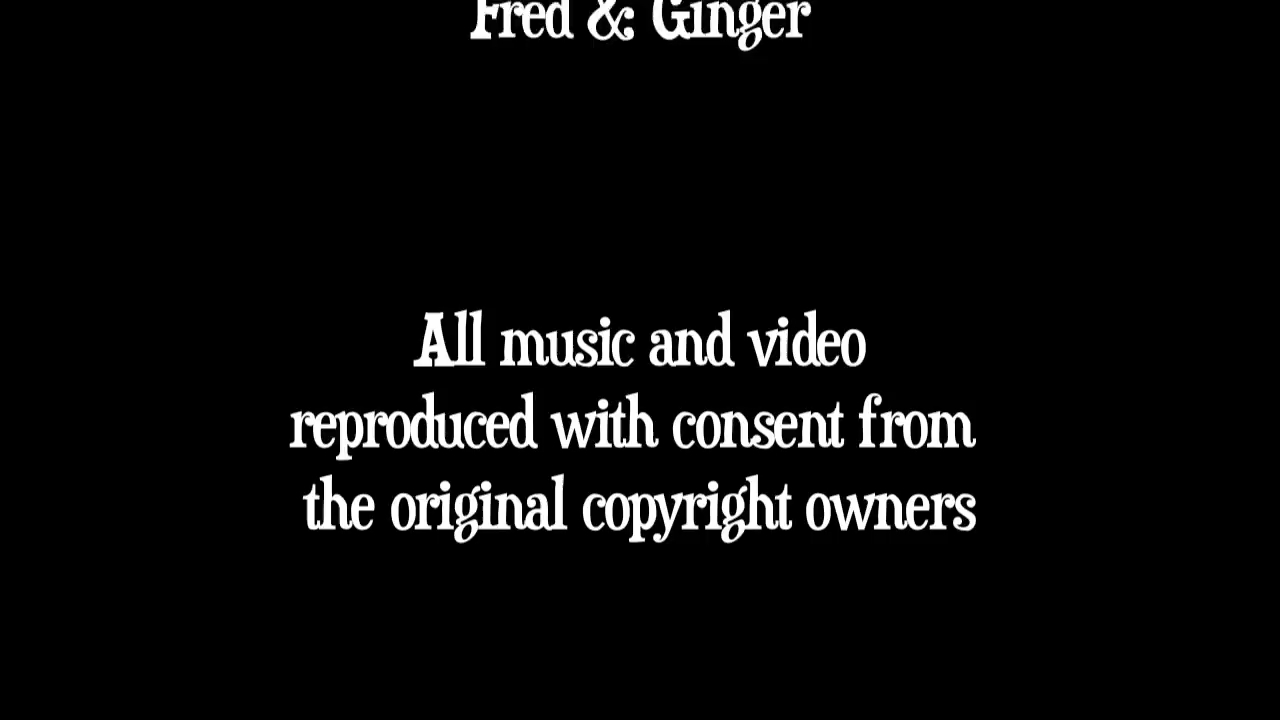 Fred & Ginger
All music and video
reproduced with consent from
the original copyright owners